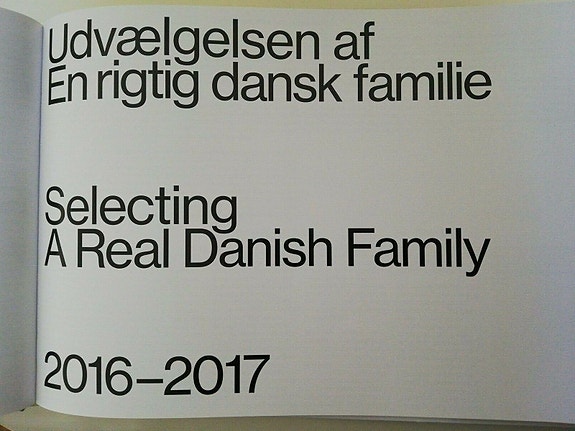 Udvælgelsen af
En rigtig dansk familie
Selecting
A Real Danish Family
2016–2017